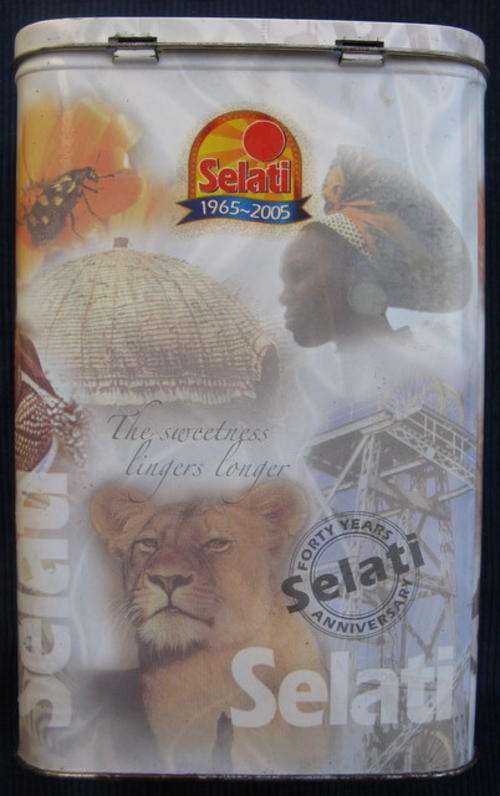 Selati
1965~2005
The sweetness
lingers longer
FORTY YEARS
Selati
ANNIVERSARY
Selati
Selati